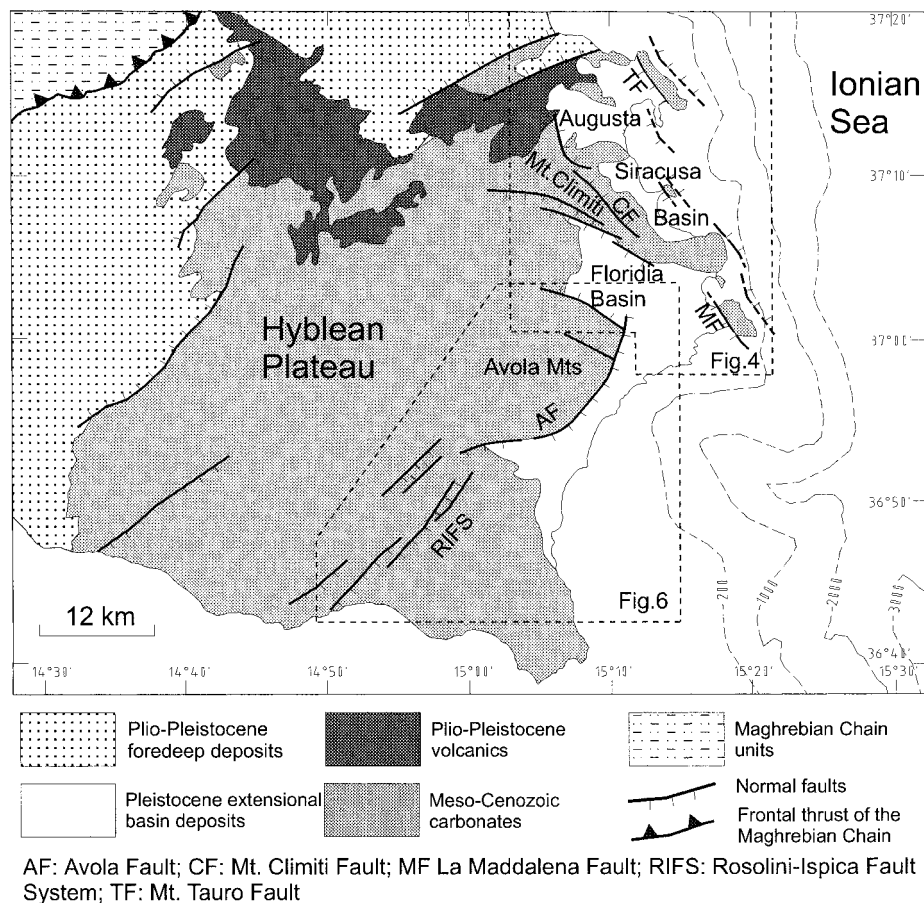 37°20'
Ionian
Sea
TF
Augusta
Siracusa
Basin
37°10'
Mt. Climiti
CF
Floridia
Basin
Hyblean
Plateau
MF
37°00'
Fig.4
Avola Mts
AF
36°50'
RIFS
12 km
Fig.6
-200
-1000
-2000
-3000
36°40'
14°30'
14°40'
14°50'
15°00'
15°10'
15°20'
15°30'
Plio-Pleistocene
foredeep deposits
Plio-Pleistocene
volcanics
Maghrebian Chain
units
Pleistocene extensional
basin deposits
Meso-Cenozoic
carbonates
Normal faults
Frontal thrust of the
Maghrebian Chain
AF: Avola Fault; CF: Mt. Climiti Fault; MF La Maddalena Fault; RIFS: Rosolini-Ispica Fault
System; TF: Mt. Tauro Fault